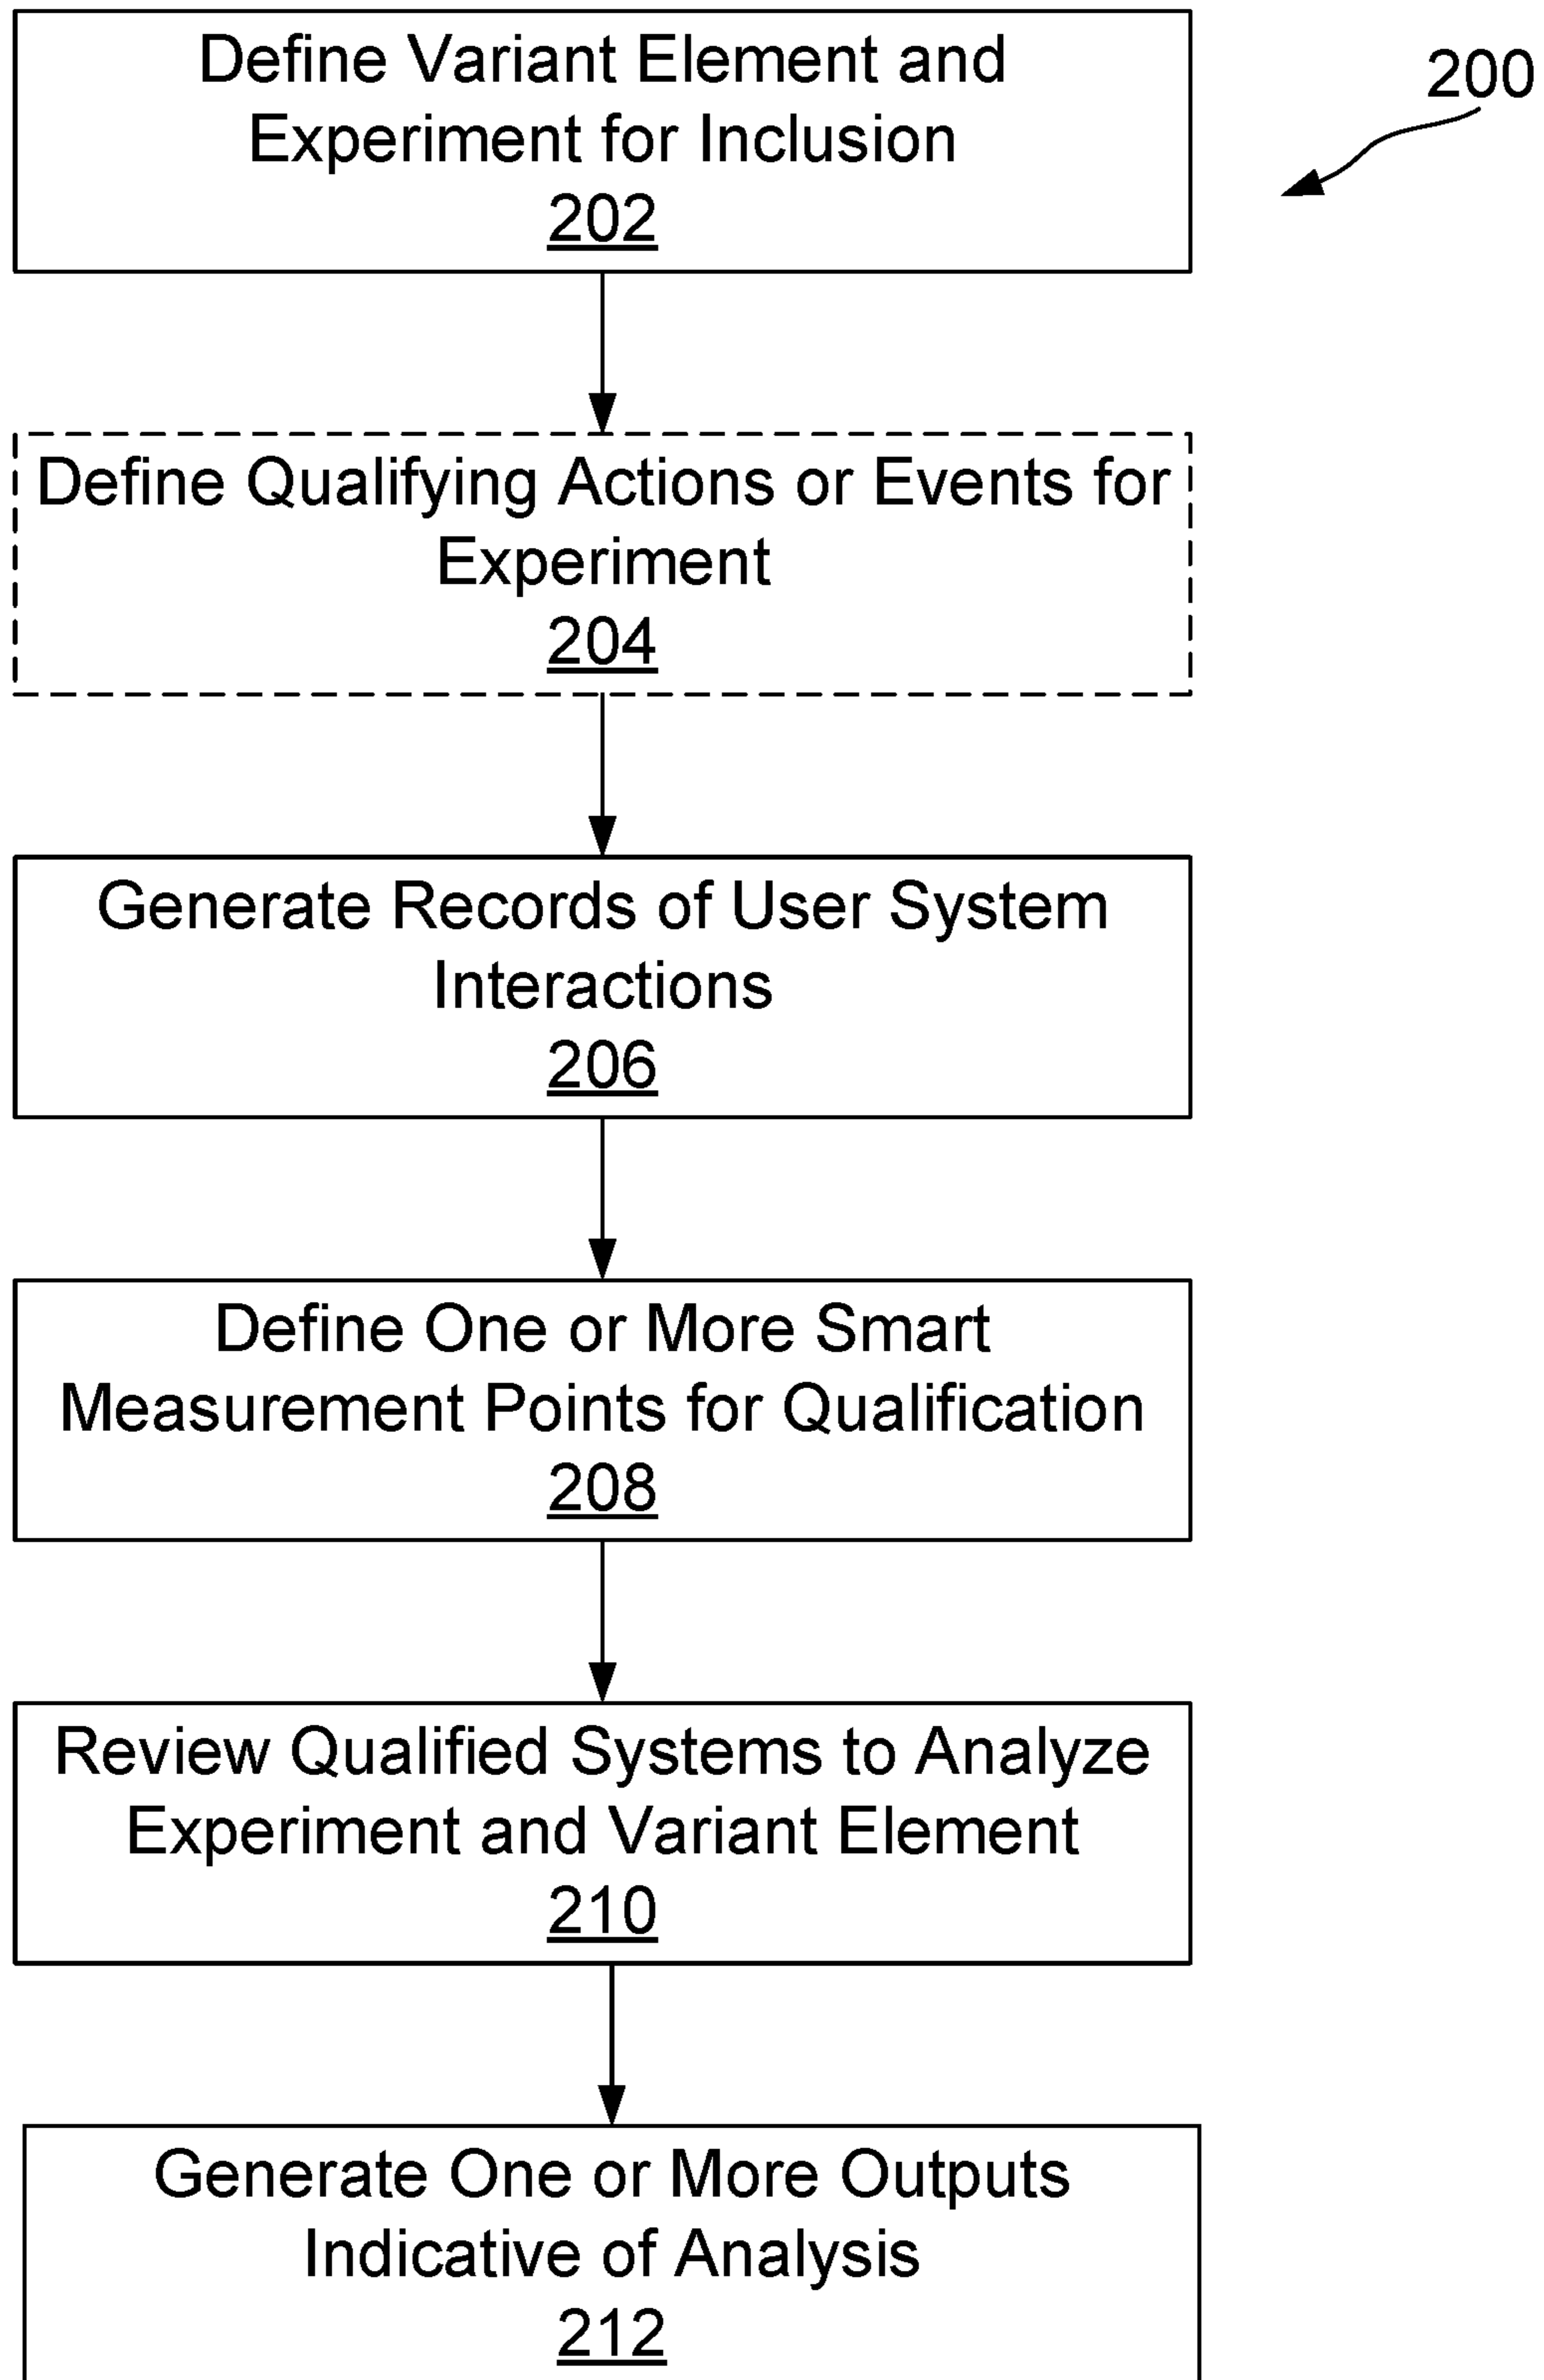 Define Variant Element and
Experiment for Inclusion
202
200
Define Qualifying Actions or Events for
Experiment
204
Generate Records of User System
Interactions
206
Define One or More Smart
Measurement Points for Qualification
208
Review Qualified Systems to Analyze
Experiment and Variant Element
210
Generate One or More Outputs
Indicative of Analysis
212